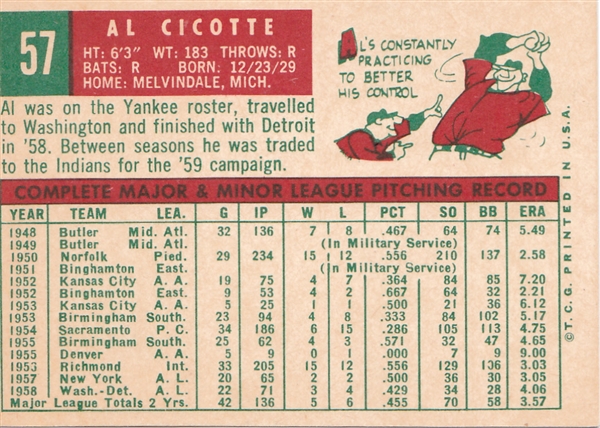 57
AL CICOTTE
HT: 6'3" WT: 183 THROWS: R
BATS: R BORN: 12/23/29
HOME: MELVINDALE, MICH.
Al was on the Yankee roster, travelled
to Washington and finished with Detroit
in '58. Between seasons he was traded
to the Indians for the '59 campaign.
AL'S CONSTANTLY
PRACTICING
TO BETTER
HIS CONTROL
COMPLETE MAJOR & MINOR LEAGUE PITCHING RECORD
YEAR TEAM LEA. G IP W L PCT SO BB ERA
1948 Butler Mid. Atl. 32 136 7 8 .467 64 74 5.49
1949 Butler Mid. Atl. (In Military Service)
1950 Norfolk Pied. 29 234 15 12 .556 210 137 2.58
1951 Binghamton East. (In Military Service)
1952 Kansas City A. A. 19 75 4 7 .364 84 85 7.20
1952 Binghamton East. 9 53 4 2 .667 66 32 2.21
1953 Kansas City A. A. 5 25 1 1 .500 21 36 6.12
1953 Birmingham South. 23 94 4 8 .333 84 102 5.17
1954 Sacramento P. C. 34 186 6 15 .286 105 113 4.75
1955 Birmingham South. 21 81 4 3 .571 47 65 4.65
1955 Denver A. A. 5 9 0 1 .000 2 9 9.00
1953 Richmond Int. 33 205 15 12 .556 129 136 3.03
1957 New York A. L. 20 65 2 2 .500 36 30 3.05
1958 Wash.-Det. A. L. 22 71 3 4 .429 34 28 4.06
Major League Totals 2 Yrs. 42 136 5 6 .455 70 58 3.57
©T.C.G. PRINTED IN U.S.A.